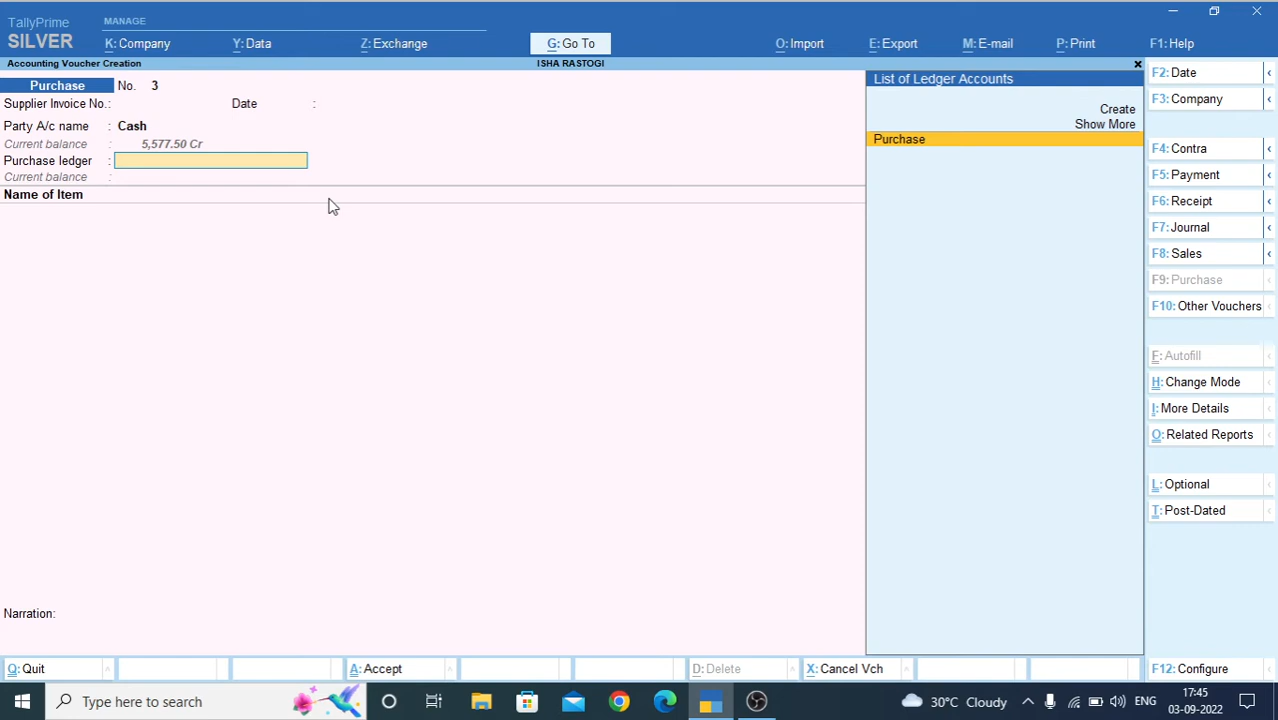 TallyPrime
MANAGE
SILVER
K: Company
Y: Data
Z: Exchange
G: Go To
O: Import
E: Export
M: E-mail
P: Print
F1: Help
Accounting Voucher Creation
ISHA RASTOGI
Purchase No. 3
Supplier Invoice No.:
Date :
Party A/c name : Cash
Current balance : 5,577.50 Cr
Purchase ledger :
Current balance :
Name of Item
Narration:
List of Ledger Accounts
Create
Show More
Purchase
F2: Date
F3: Company
F4: Contra
F5: Payment
F6: Receipt
F7: Journal
F8: Sales
F9: Purchase
F10: Other Vouchers
F: Autofill
H: Change Mode
I: More Details
O: Related Reports
L: Optional
T: Post-Dated
Q: Quit
A: Accept
D: Delete
X: Cancel Vch
F12: Configure
Type here to search
30°C Cloudy
ENG
17:45
03-09-2022